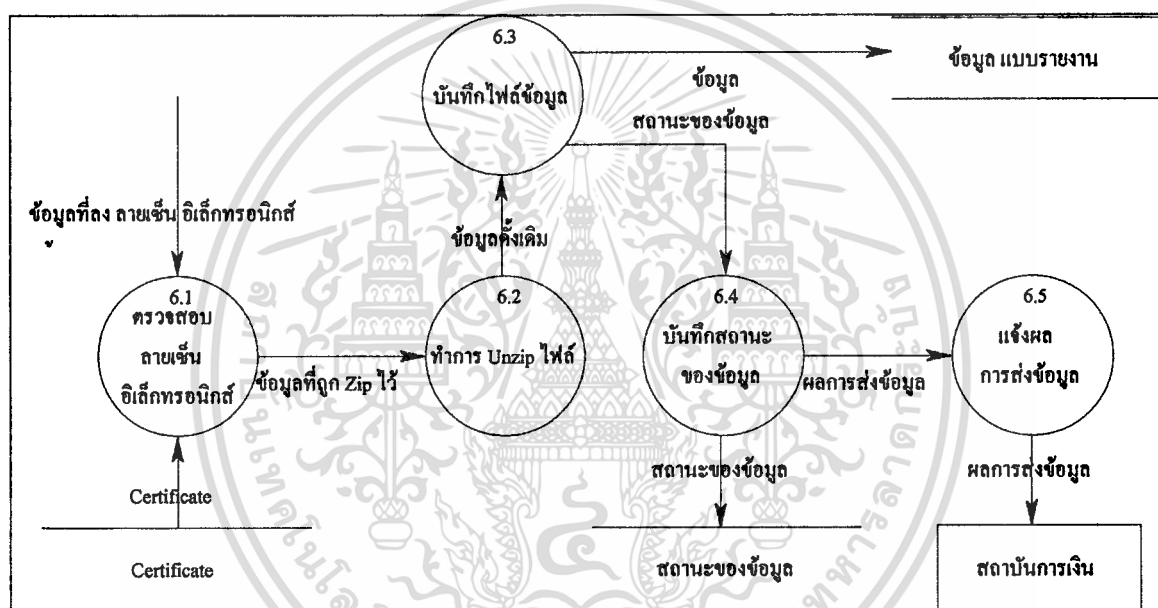 6.3
บันทึกไฟล์ข้อมูล
ข้อมูล แบบรายงาน
ข้อมูล
สถานะของข้อมูล
ข้อมูลที่ลง ลายเซ็น อิเล็กทรอนิกส์
ข้อมูลดั้งเดิม
6.1
ตรวจสอบ
ลายเซ็น
อิเล็กทรอนิกส์
ข้อมูลที่ถูก Zip ไว้
6.2
ทำการ Unzip ไฟล์
6.4
บันทึกสถานะ
ของข้อมูล
ผลการส่งข้อมูล
6.5
แจ้งผล
การส่งข้อมูล
Certificate
สถานะของข้อมูล
ผลการส่งข้อมูล
Certificate
สถานะของข้อมูล
สถาบันการเงิน